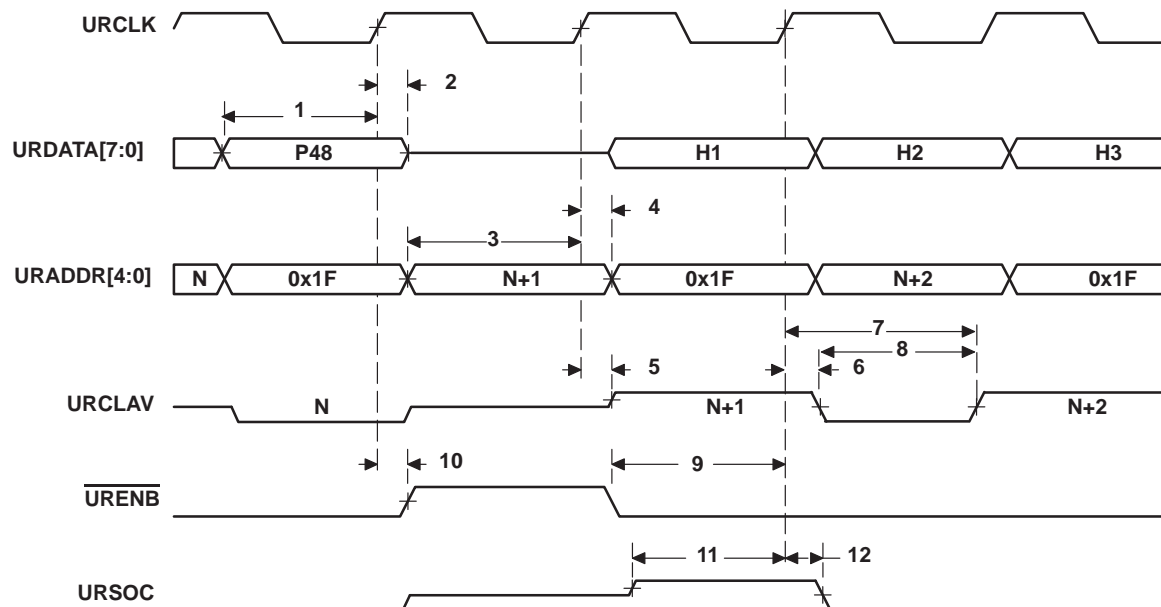 URCLK
2
1
URDATA[7:0]
P48
H1
H2
H3
4
3
URADDR[4:0]
N
0x1F
N+1
0x1F
N+2
0x1F
7
8
5
6
URCLAV
N
N+1
N+2
10
9
URENB
11
12
URSOC